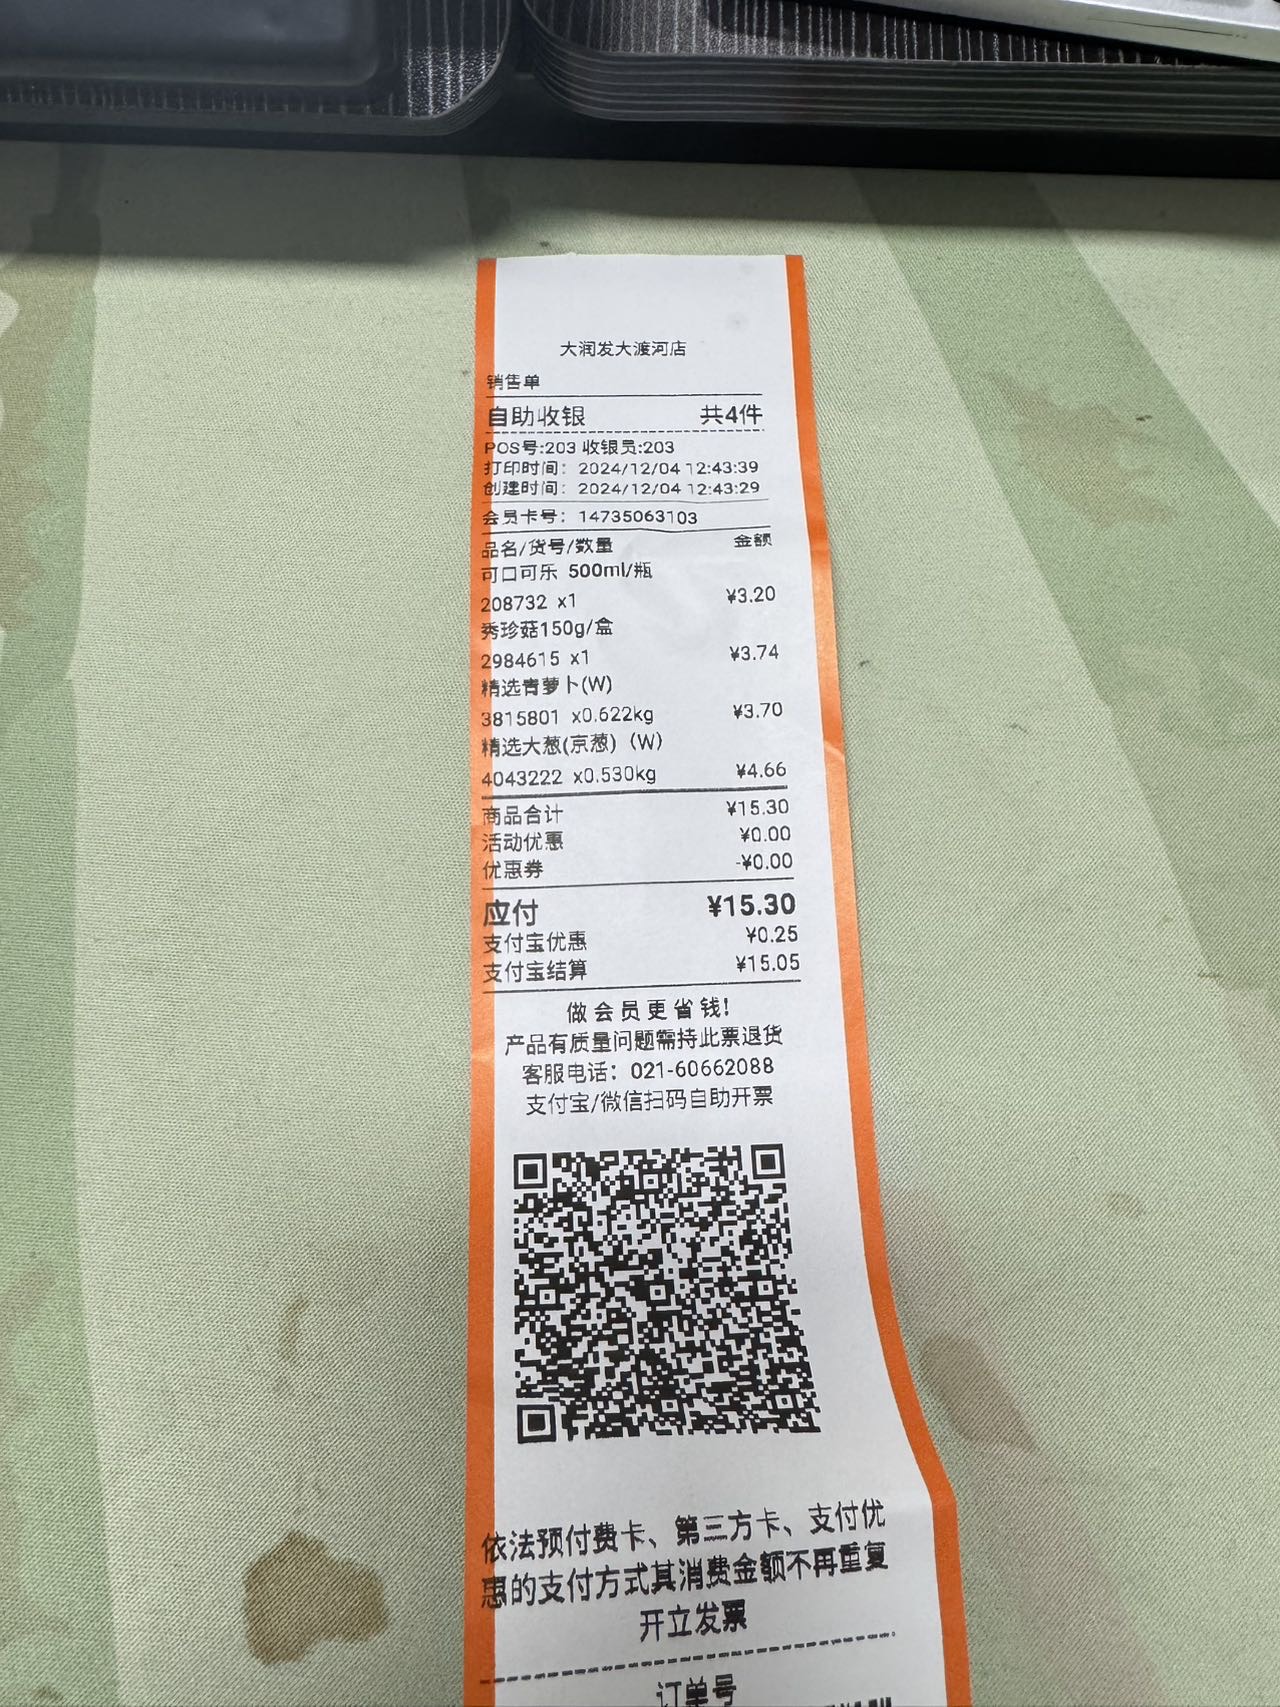 大润发大渡河店
销售单
自助收银 共4件
POS号:203 收银员:203
打印时间: 2024/12/04 12:43:39
创建时间: 2024/12/04 12:43:29
会员卡号: 14735063103
品名/货号/数量 金额
可口可乐 500ml/瓶
208732 x1 ¥3.20
秀珍菇150g/盒
2984615 x1 ¥3.74
精选青萝卜(W)
3815801 x0.622kg ¥3.70
精选大葱(京葱)（W）
4043222 x0.530kg ¥4.66
商品合计 ¥15.30
活动优惠 ¥0.00
优惠券 -¥0.00
应付 ¥15.30
支付宝优惠 ¥0.25
支付宝结算 ¥15.05
做会员更省钱!
产品有质量问题需持此票退货
客服电话: 021-60662088
支付宝/微信扫码自助开票
依法预付费卡、第三方卡、支付优
惠的支付方式其消费金额不再重复
开立发票
订单号